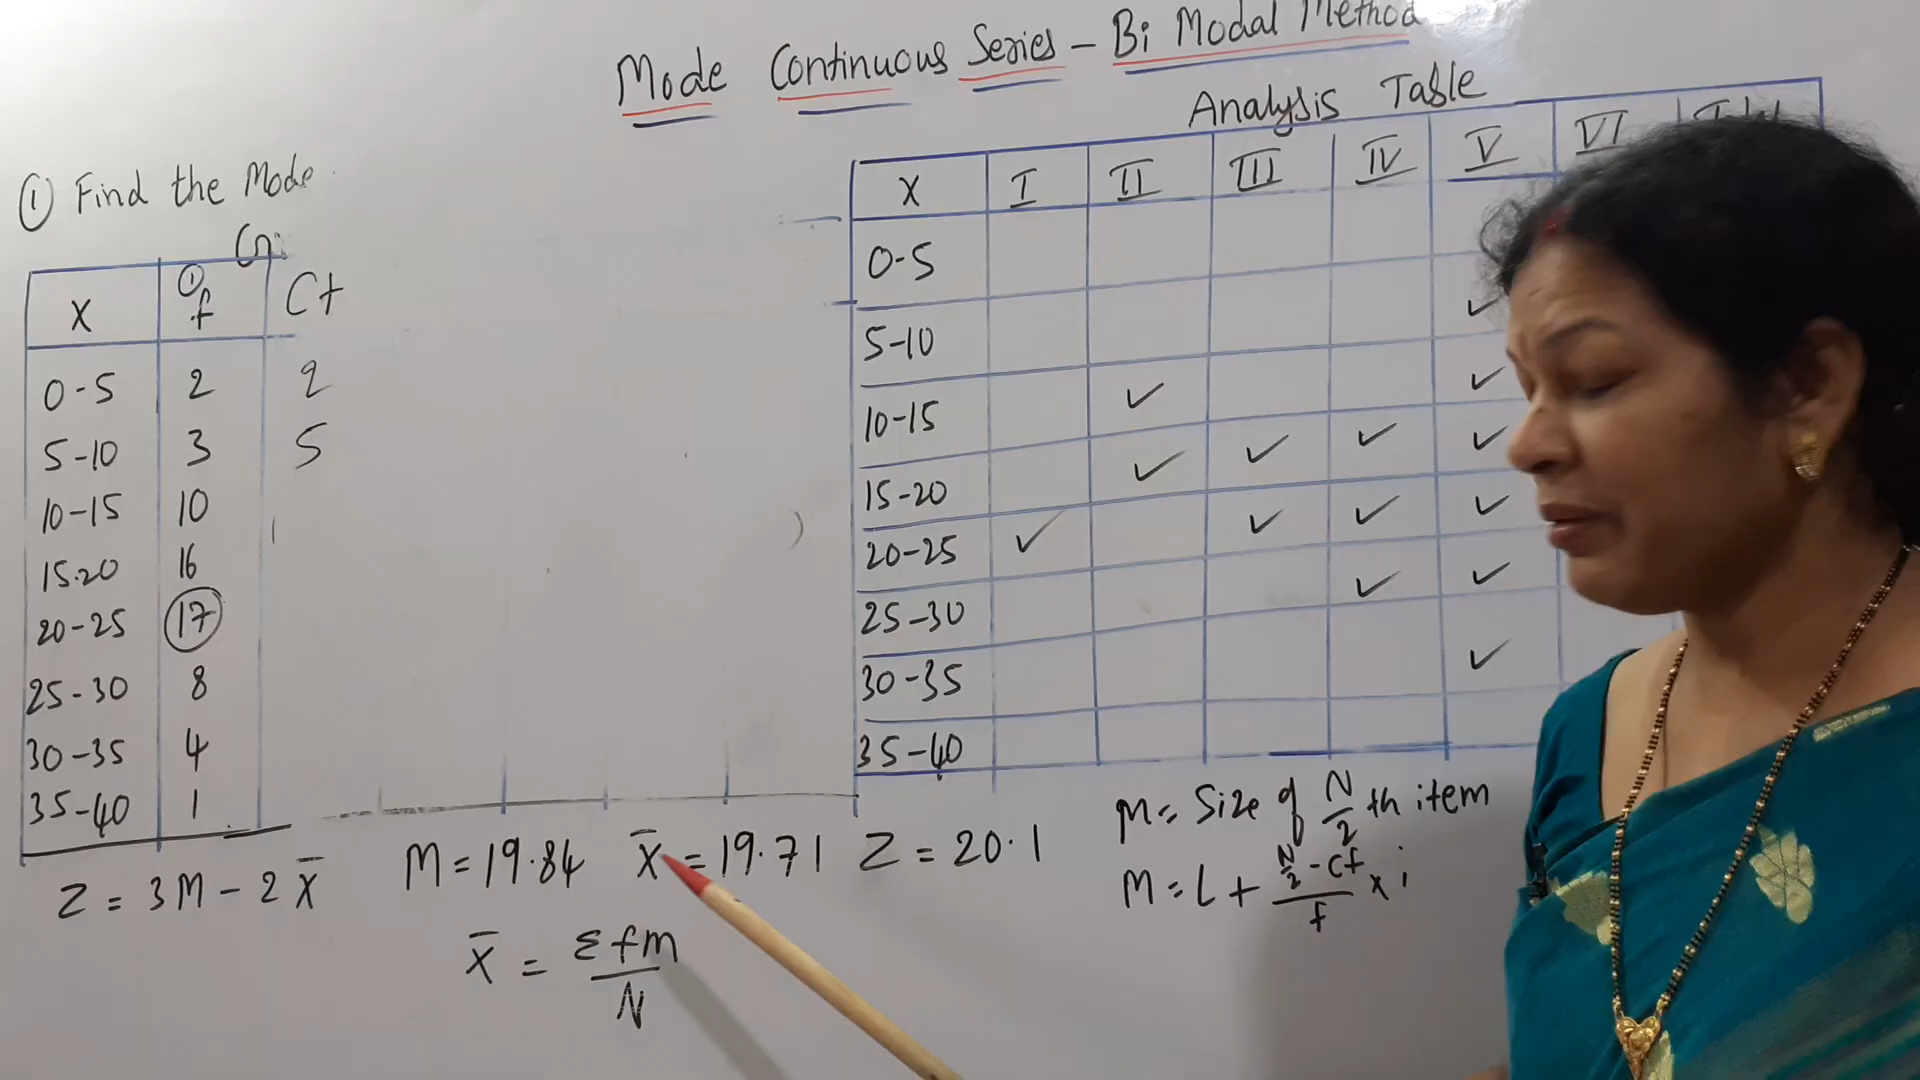 Mode Continuous Series - Bi Modal Method
Analysis Table
① Find the Mode
X ① f Cf
0-5 2 2
5-10 3 5
10-15 10
15-20 16
20-25 17
25-30 8
30-35 4
35-40 1
X I II III IV V VI
0-5
5-10 ✓
10-15 ✓ ✓
15-20 ✓ ✓ ✓ ✓
20-25 ✓ ✓ ✓ ✓
25-30 ✓ ✓
30-35 ✓
35-40
Z = 3M - 2X̄
M = 19.84 X̄ = 19.71 Z = 20.1
X̄ = Σfm/N
M = Size of N/2 th item
M = L + (N/2 - cf)/f × i